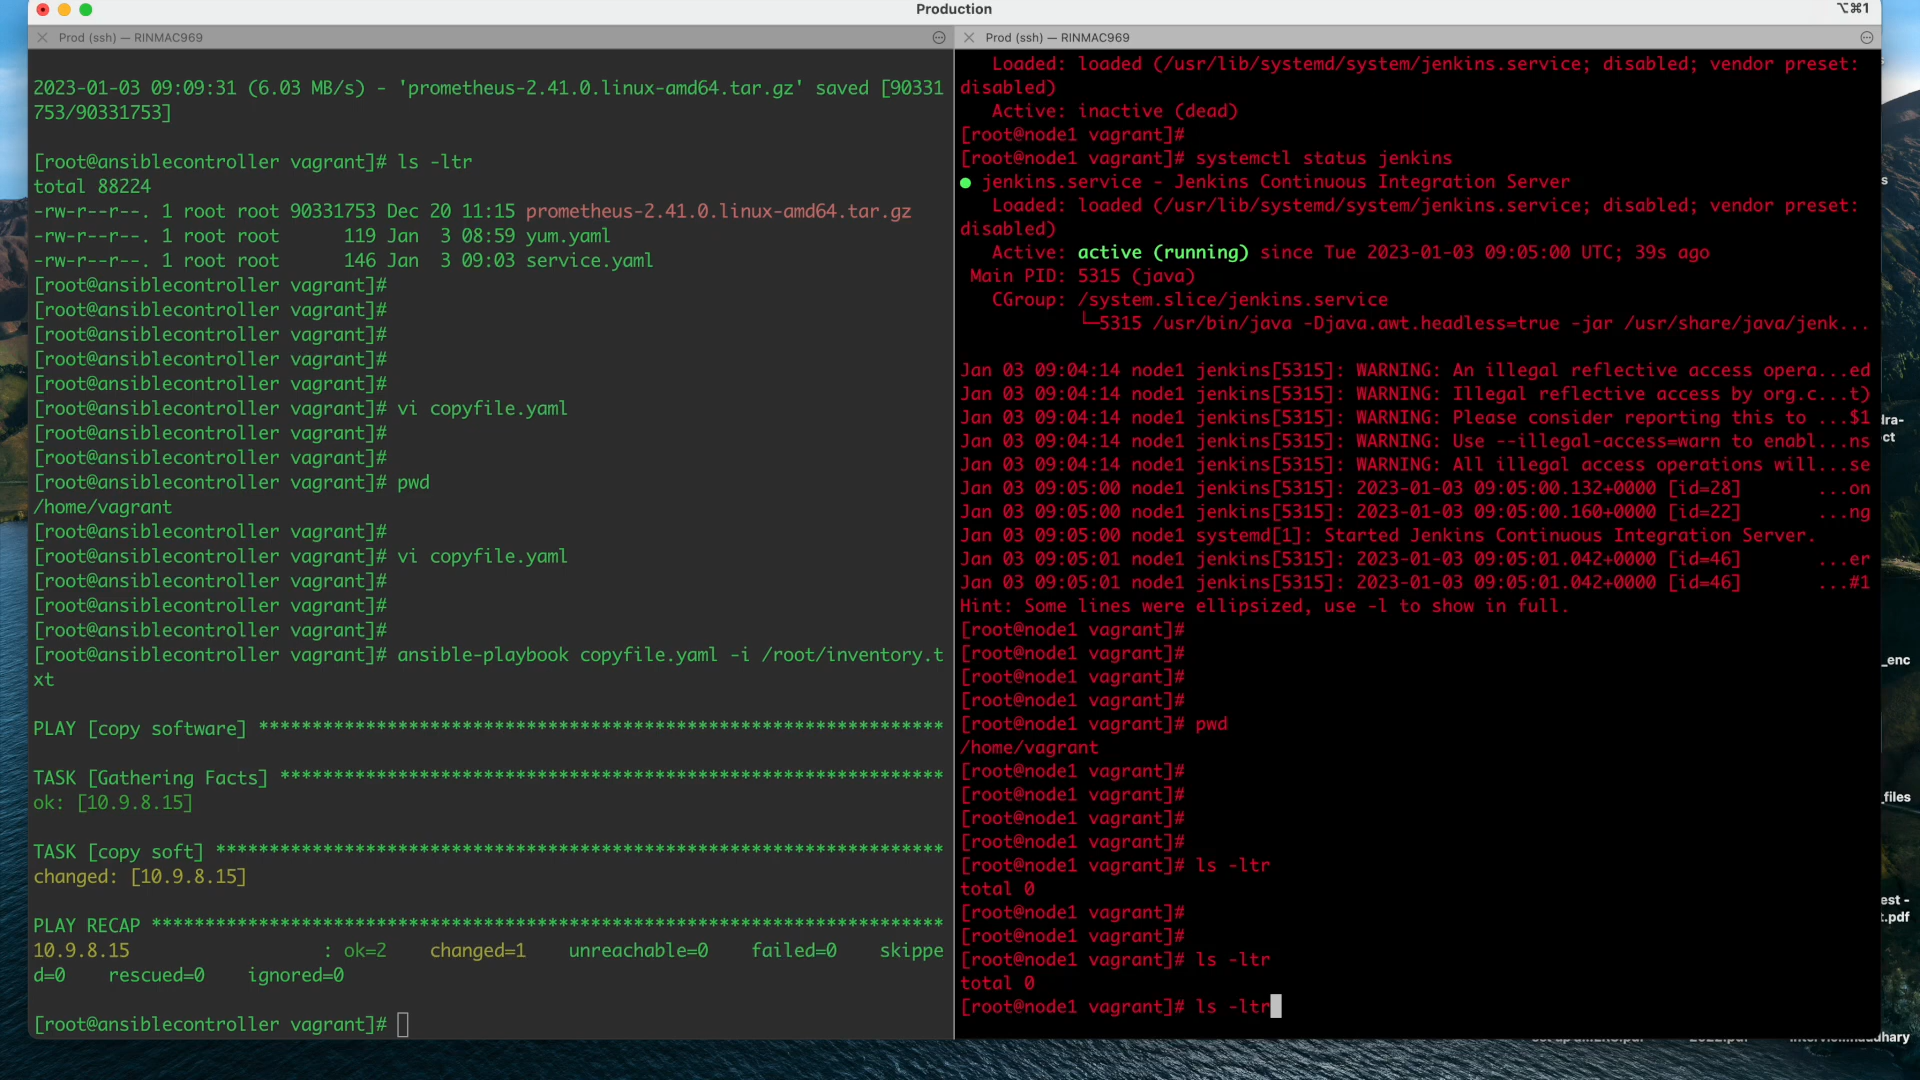 Production
⌥⌘1
Prod (ssh) — RINMAC969
2023-01-03 09:09:31 (6.03 MB/s) - 'prometheus-2.41.0.linux-amd64.tar.gz' saved [90331
753/90331753]
[root@ansiblecontroller vagrant]# ls -ltr
total 88224
-rw-r--r--. 1 root root 90331753 Dec 20 11:15 prometheus-2.41.0.linux-amd64.tar.gz
-rw-r--r--. 1 root root      119 Jan  3 08:59 yum.yaml
-rw-r--r--. 1 root root      146 Jan  3 09:03 service.yaml
[root@ansiblecontroller vagrant]#
[root@ansiblecontroller vagrant]#
[root@ansiblecontroller vagrant]#
[root@ansiblecontroller vagrant]#
[root@ansiblecontroller vagrant]#
[root@ansiblecontroller vagrant]# vi copyfile.yaml
[root@ansiblecontroller vagrant]#
[root@ansiblecontroller vagrant]#
[root@ansiblecontroller vagrant]# pwd
/home/vagrant
[root@ansiblecontroller vagrant]#
[root@ansiblecontroller vagrant]# vi copyfile.yaml
[root@ansiblecontroller vagrant]#
[root@ansiblecontroller vagrant]#
[root@ansiblecontroller vagrant]#
[root@ansiblecontroller vagrant]# ansible-playbook copyfile.yaml -i /root/inventory.t
xt
PLAY [copy software] ****************************************************************
TASK [Gathering Facts] **************************************************************
ok: [10.9.8.15]
TASK [copy soft] ********************************************************************
changed: [10.9.8.15]
PLAY RECAP **************************************************************************
10.9.8.15                  : ok=2    changed=1    unreachable=0    failed=0    skippe
d=0    rescued=0    ignored=0
[root@ansiblecontroller vagrant]#
Prod (ssh) — RINMAC969
Loaded: loaded (/usr/lib/systemd/system/jenkins.service; disabled; vendor preset:
disabled)
Active: inactive (dead)
[root@node1 vagrant]#
[root@node1 vagrant]# systemctl status jenkins
● jenkins.service - Jenkins Continuous Integration Server
Loaded: loaded (/usr/lib/systemd/system/jenkins.service; disabled; vendor preset:
disabled)
Active: active (running) since Tue 2023-01-03 09:05:00 UTC; 39s ago
Main PID: 5315 (java)
CGroup: /system.slice/jenkins.service
└─5315 /usr/bin/java -Djava.awt.headless=true -jar /usr/share/java/jenk...
Jan 03 09:04:14 node1 jenkins[5315]: WARNING: An illegal reflective access opera...ed
Jan 03 09:04:14 node1 jenkins[5315]: WARNING: Illegal reflective access by org.c...t)
Jan 03 09:04:14 node1 jenkins[5315]: WARNING: Please consider reporting this to ...$1
Jan 03 09:04:14 node1 jenkins[5315]: WARNING: Use --illegal-access=warn to enabl...ns
Jan 03 09:04:14 node1 jenkins[5315]: WARNING: All illegal access operations will...se
Jan 03 09:05:00 node1 jenkins[5315]: 2023-01-03 09:05:00.132+0000 [id=28]       ...on
Jan 03 09:05:00 node1 jenkins[5315]: 2023-01-03 09:05:00.160+0000 [id=22]       ...ng
Jan 03 09:05:00 node1 systemd[1]: Started Jenkins Continuous Integration Server.
Jan 03 09:05:01 node1 jenkins[5315]: 2023-01-03 09:05:01.042+0000 [id=46]       ...er
Jan 03 09:05:01 node1 jenkins[5315]: 2023-01-03 09:05:01.042+0000 [id=46]       ...#1
Hint: Some lines were ellipsized, use -l to show in full.
[root@node1 vagrant]#
[root@node1 vagrant]#
[root@node1 vagrant]#
[root@node1 vagrant]#
[root@node1 vagrant]# pwd
/home/vagrant
[root@node1 vagrant]#
[root@node1 vagrant]#
[root@node1 vagrant]#
[root@node1 vagrant]#
[root@node1 vagrant]# ls -ltr
total 0
[root@node1 vagrant]#
[root@node1 vagrant]#
[root@node1 vagrant]# ls -ltr
total 0
[root@node1 vagrant]# ls -ltr
s
dra-
ct
_enc
_files
est -
t.pdf